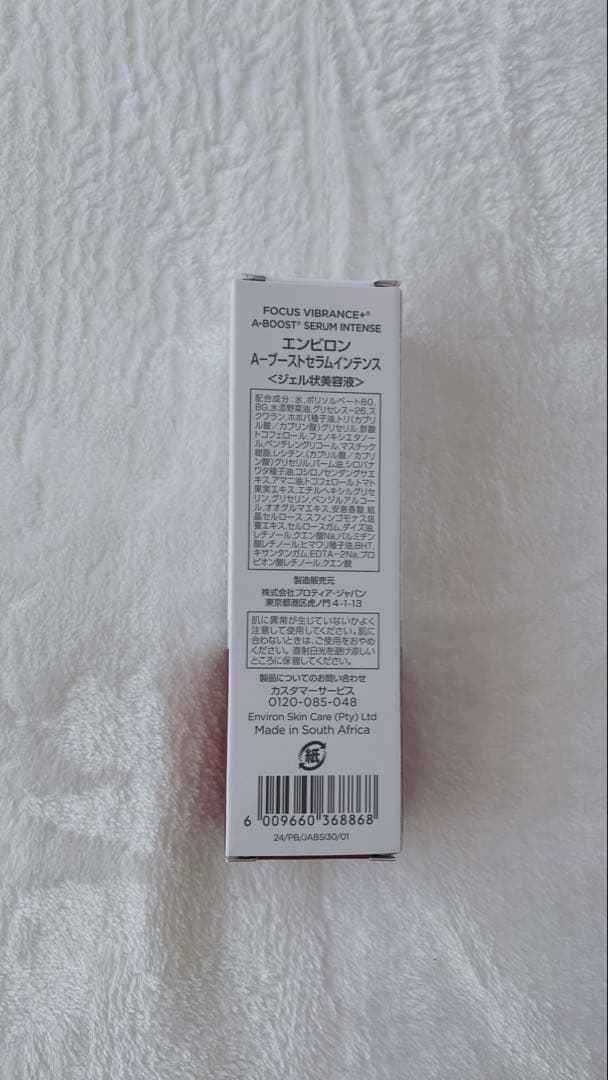 FOCUS VIBRANCE+®
A-BOOST® SERUM INTENSE
エンビロン
A-ブーストセラムインテンス
<ジェル状美容液>
配合成分:水,ポリソルベート80,
BG,水添野菜油,グリセレス-26,ス
クワラン,ホホバ種子油,トリ(カプリ
ル酸/カプリン酸)グリセリル,酢酸
トコフェロール,フェノキシエタノー
ル,ペンチレングリコール,マスチック
樹脂,レシチン,(カプリル酸/カプリ
ン酸)グリセリル,パーム油,シロバナ
ワタ種子油,コシロノセンダングサエ
キス,アマニ油,トコフェロール,トマト
果実エキス,エチルヘキシルグリセ
リン,グリセリン,ベンジルアルコー
ル,オオグルマエキス,安息香酸,結
晶セルロース,スフィンゴモナス培
養エキス,セルロースガム,ダイズ油,
レチノール,クエン酸Na,パルミチン
酸レチノール,ヒマワリ種子油,BHT,
キサンタンガム,EDTA-2Na,プロ
ピオン酸レチノール,クエン酸
製造販売元
株式会社プロティア・ジャパン
東京都港区虎ノ門4-1-13
肌に異常が生じていないかよく
注意して使用してください。肌に
合わないときは、ご使用をおやめ
ください。直射日光を避け涼しい
ところに保管してください。
製品についてのお問い合わせ
カスタマーサービス
0120-085-048
Environ Skin Care (Pty) Ltd
Made in South Africa
紙
6 009660 368868
24/PB/JABSI30/01